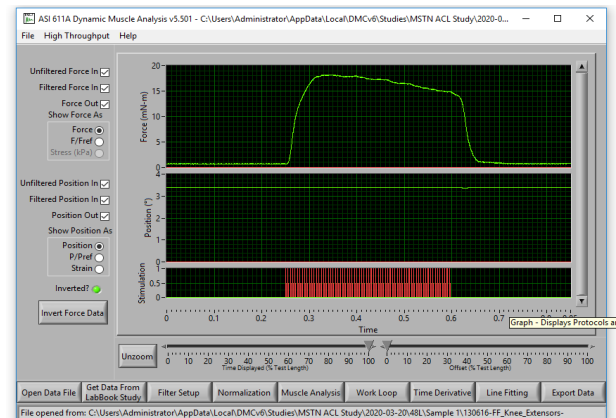 ASI 611A Dynamic Muscle Analysis v5.501 - C:\Users\Administrator\AppData\Local\DMCv6\Studies\MSTN ACL Study\2020-0...
File High Throughput Help
Unfiltered Force In
Filtered Force In
Force Out
Show Force As
Force
F/Fref
Stress (kPa)
Unfiltered Position In
Filtered Position In
Position Out
Show Position As
Position
P/Pref
Strain
Inverted?
Invert Force Data
Force (mN-m)
20
15
10
5
0
Position (°)
4
3
2
1
0
Stimulation
1
0.5
0
0 0.1 0.2 0.3 0.4 0.5 0.6 0.7
Time
Graph - Displays Protocols a
Unzoom
0 10 20 30 40 50 60 70 80 90 100
Time Displayed (% Test Length)
0 10 20 30 40 50 60 70 80 90 100
Offset (% Test Length)
Open Data File
Get Data From
LabBook Study
Filter Setup
Normalization
Muscle Analysis
Work Loop
Time Derivative
Line Fitting
Export Data
File opened from: C:\Users\Administrator\AppData\Local\DMCv6\Studies\MSTN ACL Study\2020-03-20\48L\Sample 1\130616-FF_Knee_Extensors-